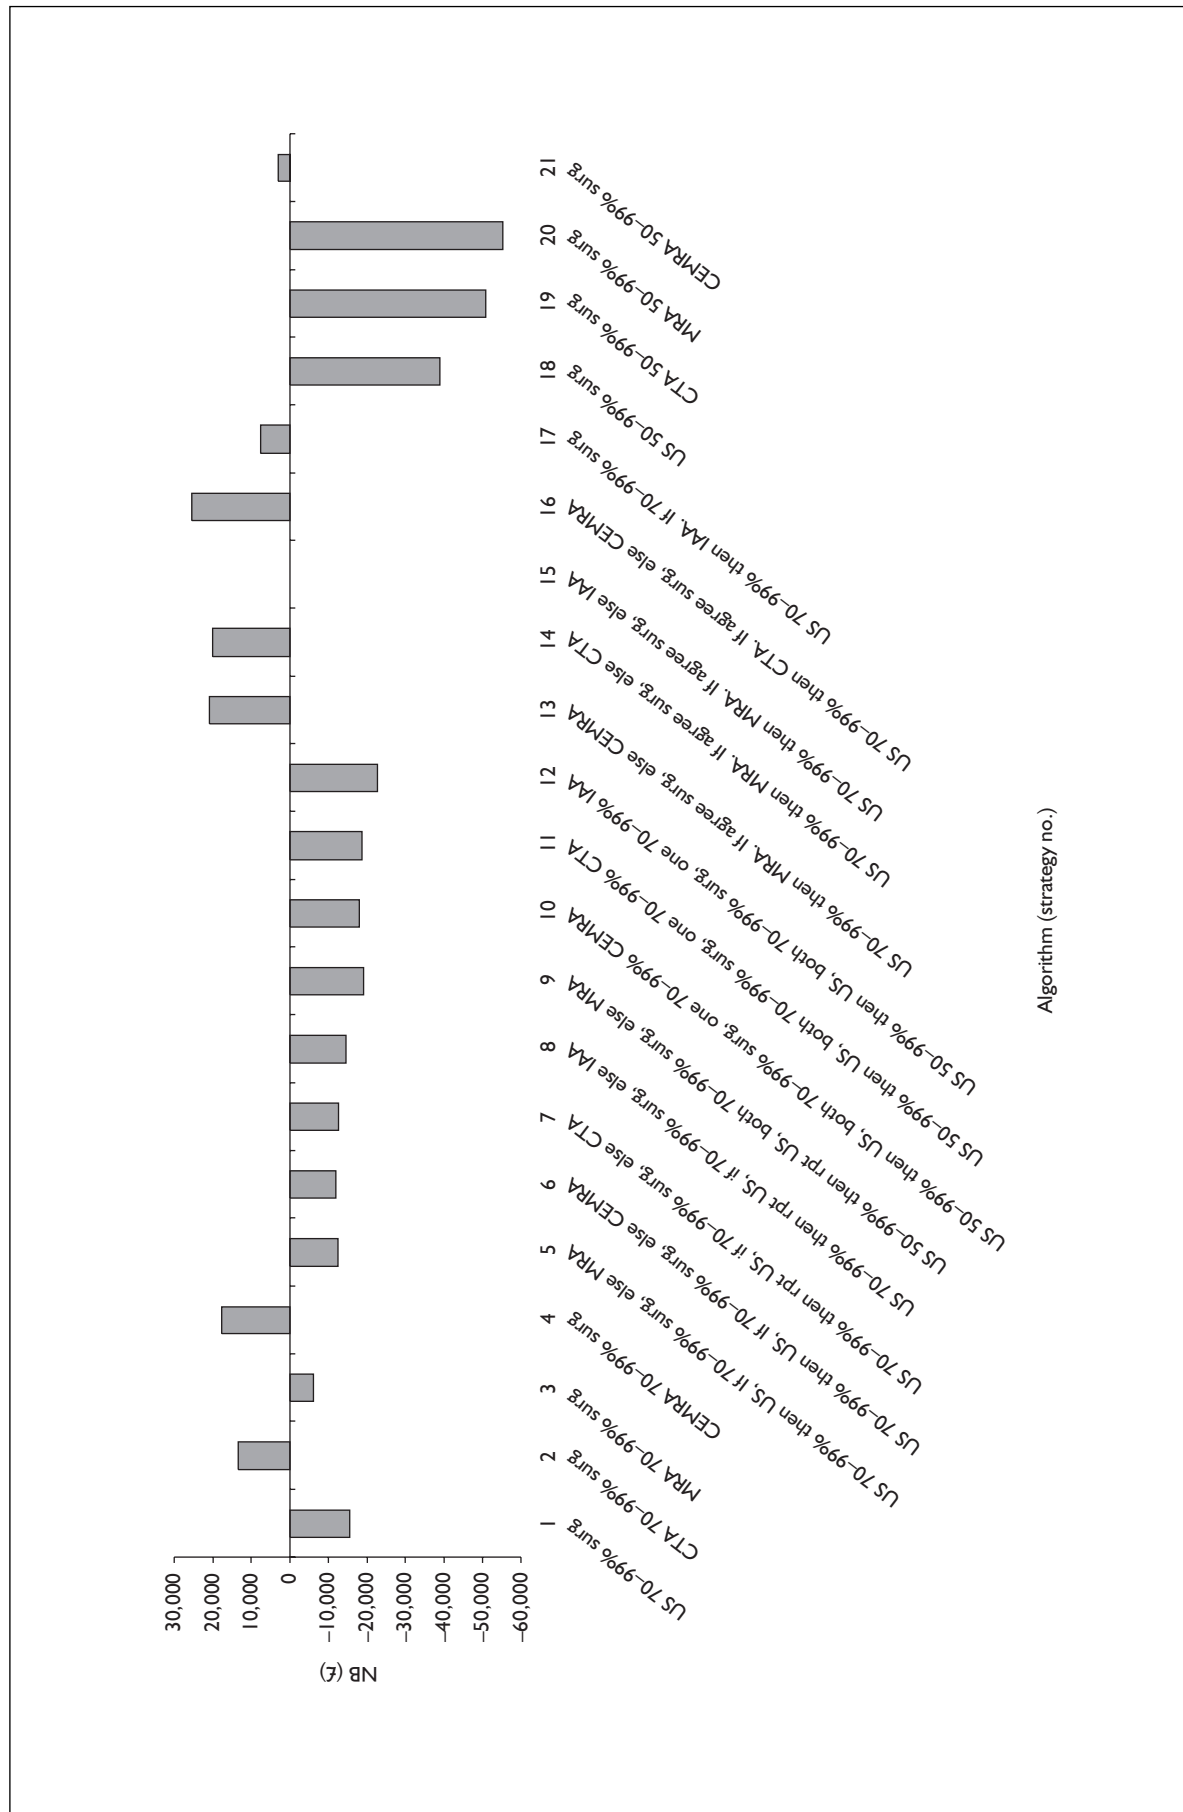 NB (£)
30,000
20,000
10,000
0
–10,000
–20,000
–30,000
–40,000
–50,000
–60,000
1
US 70–99% surg
2
CTA 70–99% surg
3
MRA 70–99% surg
4
CEMRA 70–99% surg
5
US 70–99% then US, If 70–99% surg, else MRA
6
US 70–99% then US, If 70–99% surg, else CEMRA
7
US 70–99% then rpt US, if 70–99% surg, else CTA
8
US 70–99% then rpt US, if 70–99% surg, else IAA
9
US 50–99% then rpt US, both 70–99% surg, else MRA
10
US 50–99% then US, both 70–99% surg, one 70–99% CEMRA
11
US 50–99% then US, both 70–99% surg, one 70–99% CTA
12
US 50–99% then US, both 70–99% surg, one 70–99% IAA
13
US 70–99% then MRA. If agree surg, else CEMRA
14
US 70–99% then MRA. If agree surg, else CTA
15
US 70–99% then MRA. If agree surg, else IAA
16
US 70–99% then CTA. If agree surg, else CEMRA
17
US 70–99% then IAA. If 70–99% surg
18
US 50–99% surg
19
CTA 50–99% surg
20
MRA 50–99% surg
21
CEMRA 50–99% surg
Algorithm (strategy no.)